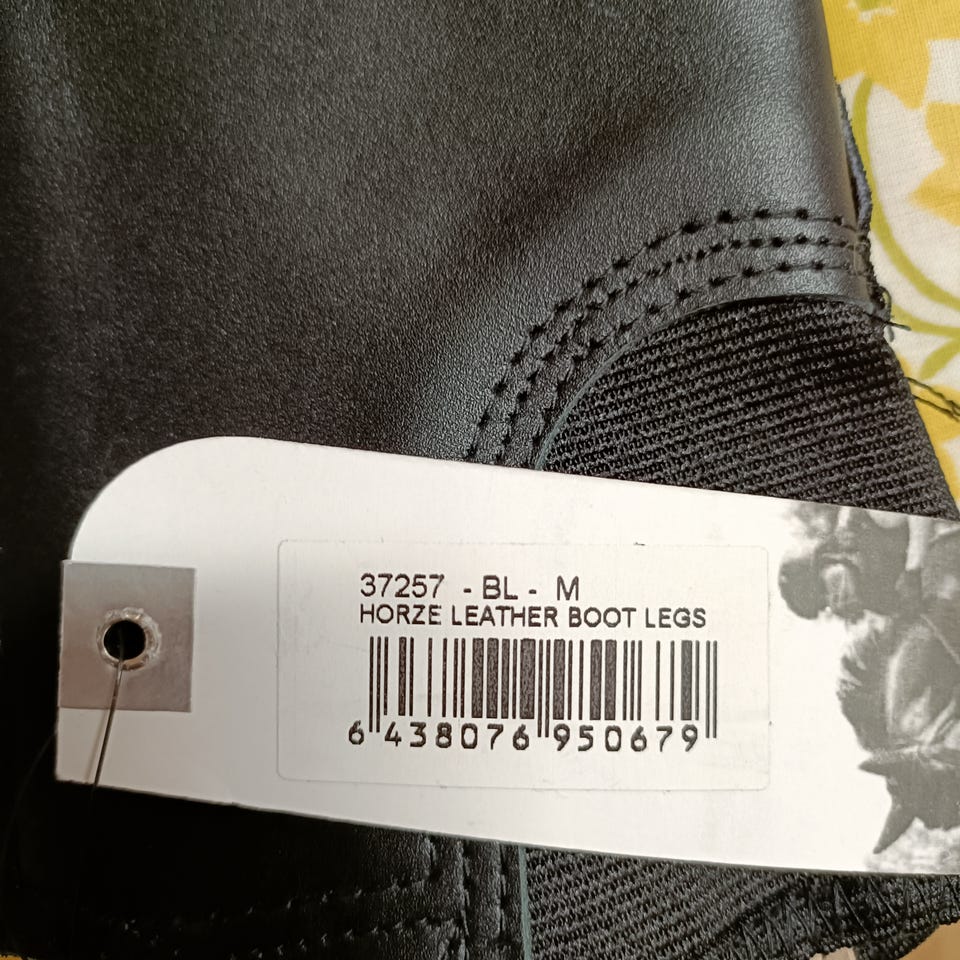 37257 - BL - M
HORZE LEATHER BOOT LEGS
6 438076 950679